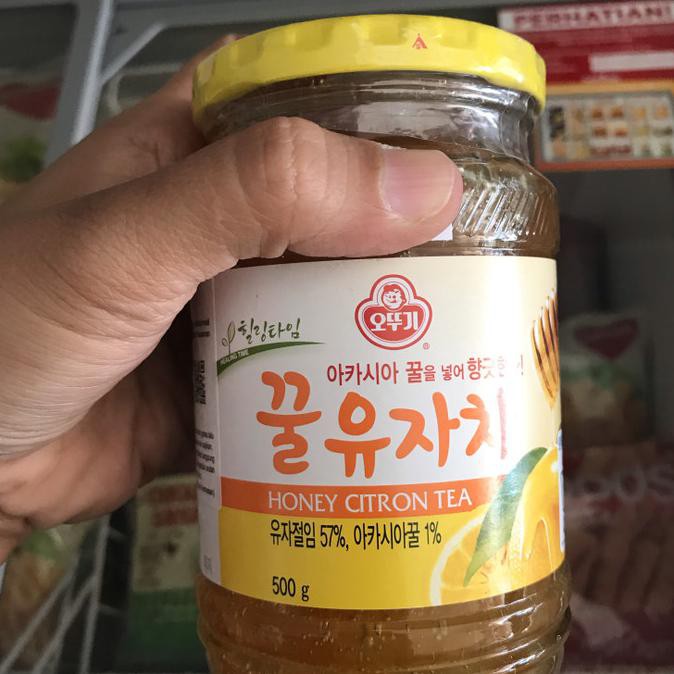 PERHATIAN!
오뚜기
힐링타임
HEALING TIME
아카시아 꿀을 넣어 향긋한
꿀유자차
HONEY CITRON TEA
유자절임 57%, 아카시아꿀 1%
500 g